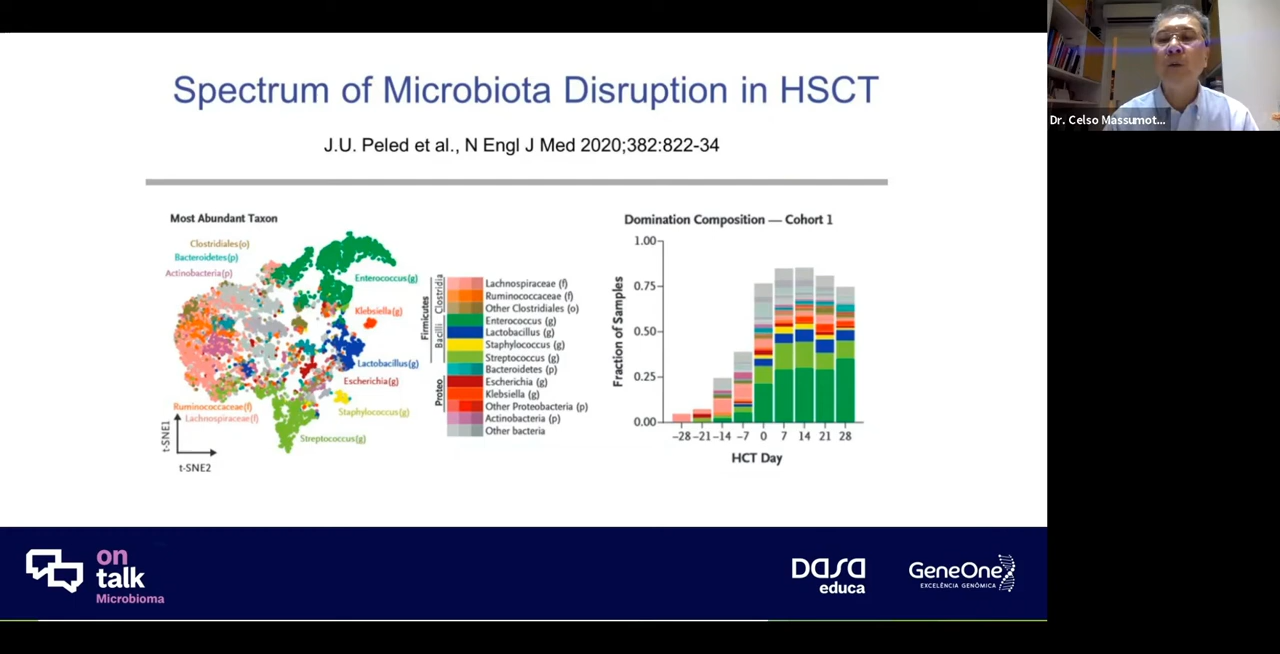 Spectrum of Microbiota Disruption in HSCT
J.U. Peled et al., N Engl J Med 2020;382:822-34
Dr. Celso Massumot...
Most Abundant Taxon
Clostridiales(o)
Bacteroidetes(p)
Actinobacteria(p)
Enterococcus(g)
Klebsiella(g)
Lactobacillus(g)
Escherichia(g)
Staphylococcus(g)
Ruminococcaceae(f)
Lachnospiraceae(f)
Streptococcus(g)
t-SNE1
t-SNE2
Firmicutes
Clostridia
Bacilli
Proteo
Lachnospiraceae (f)
Ruminococcaceae (f)
Other Clostridiales (o)
Enterococcus (g)
Lactobacillus (g)
Staphylococcus (g)
Streptococcus (g)
Bacteroidetes (p)
Escherichia (g)
Klebsiella (g)
Other Proteobacteria (p)
Actinobacteria (p)
Other bacteria
Domination Composition — Cohort 1
Fraction of Samples
1.00
0.75
0.50
0.25
0.00
−28 −21 −14 −7 0 7 14 21 28
HCT Day
on
talk
Microbioma
DASA
educa
GeneOne
EXCELÊNCIA GENÔMICA